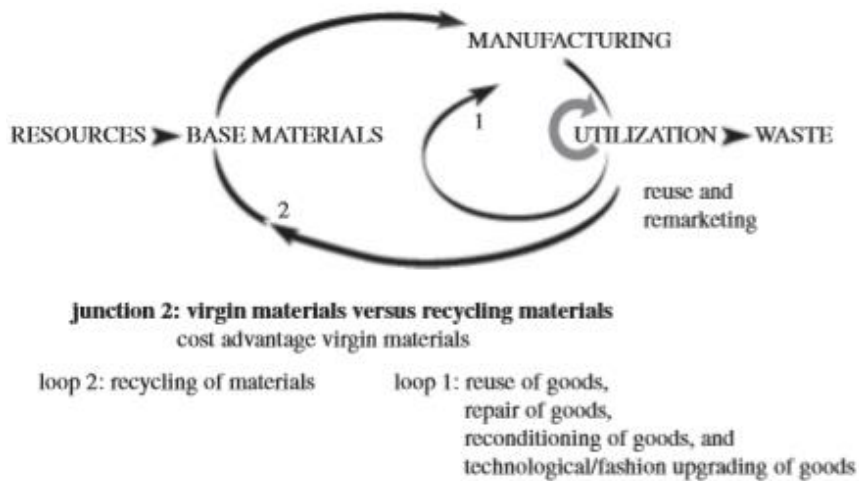 MANUFACTURING
1
RESOURCES BASE MATERIALS UTILIZATION WASTE
2
reuse and
remarketing
junction 2: virgin materials versus recycling materials
cost advantage virgin materials
loop 2: recycling of materials
loop 1: reuse of goods,
repair of goods,
reconditioning of goods, and
technological/fashion upgrading of goods